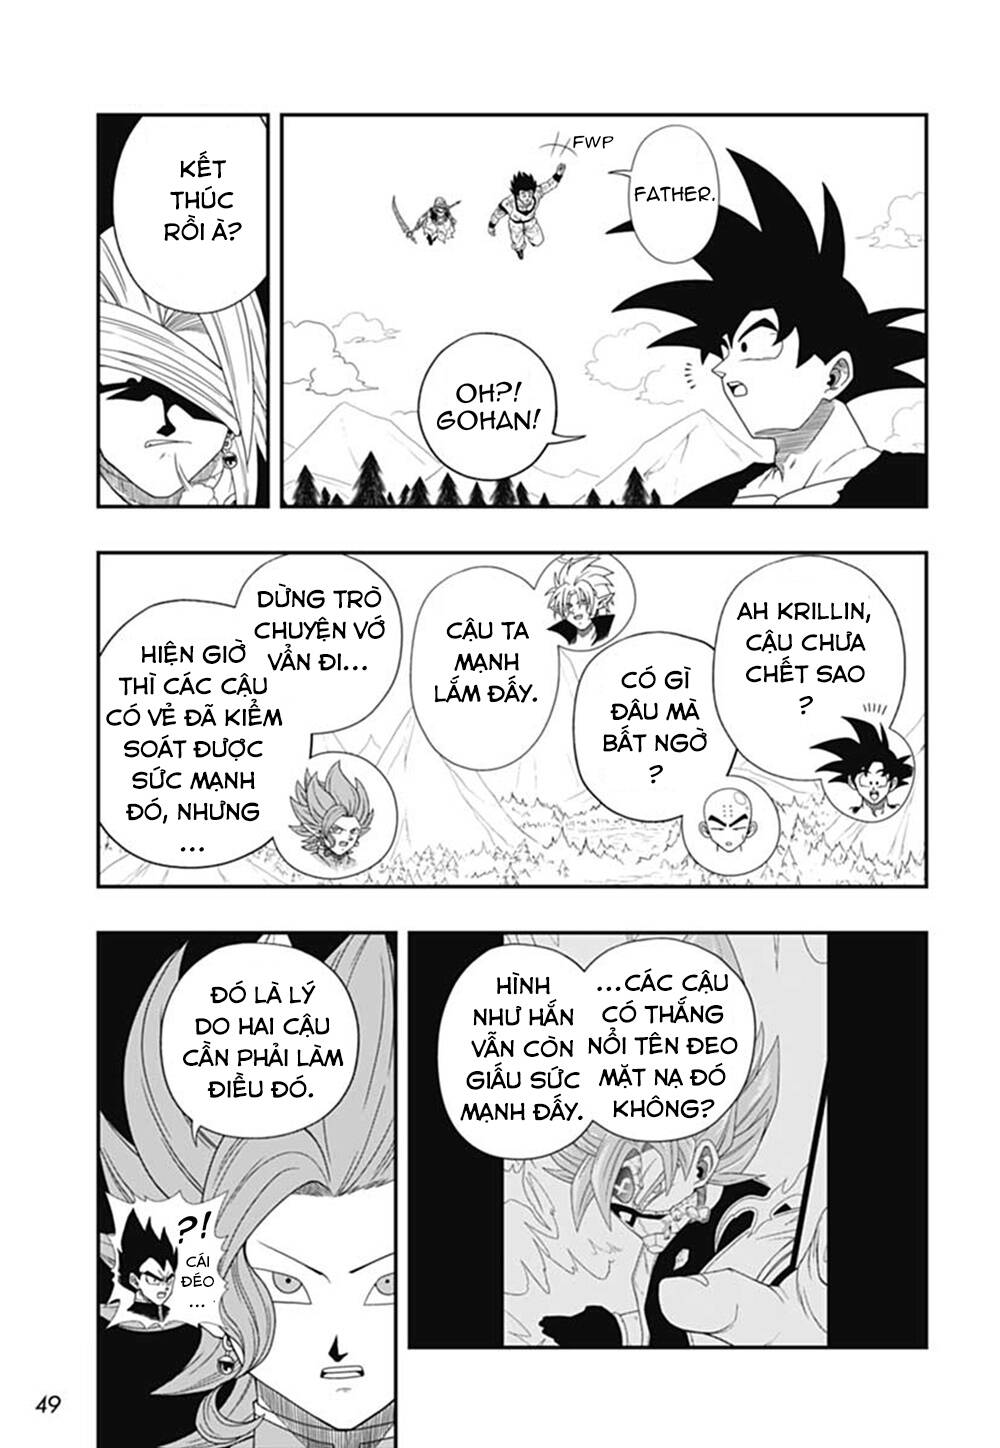 FWP
FATHER.
OH?!
GOHAN!
KẾT
THÚC
RỒI À?
AH KRILLIN,
CẬU CHƯA
CHẾT SAO
?
CÓ GÌ
ĐÂU MÀ
BẤT NGỜ
?
CẬU TA
MẠNH
LẮM ĐẤY.
DỪNG TRÒ
CHUYỆN VỚ
VẨN ĐI...
HIỆN GIỜ
THÌ CÁC CẬU
CÓ VẺ ĐÃ KIỂM
SOÁT ĐƯỢC
SỨC MẠNH
ĐÓ, NHƯNG
...
...CÁC CẬU
CÓ THẮNG
NỔI TÊN ĐEO
MẶT NẠ ĐÓ
KHÔNG?
HÌNH
NHƯ HẮN
VẪN CÒN
GIẤU SỨC
MẠNH ĐẤY.
ĐÓ LÀ LÝ
DO HAI CẬU
CẦN PHẢI LÀM
ĐIỀU ĐÓ.
?!
CÁI
ĐÉO
...
49